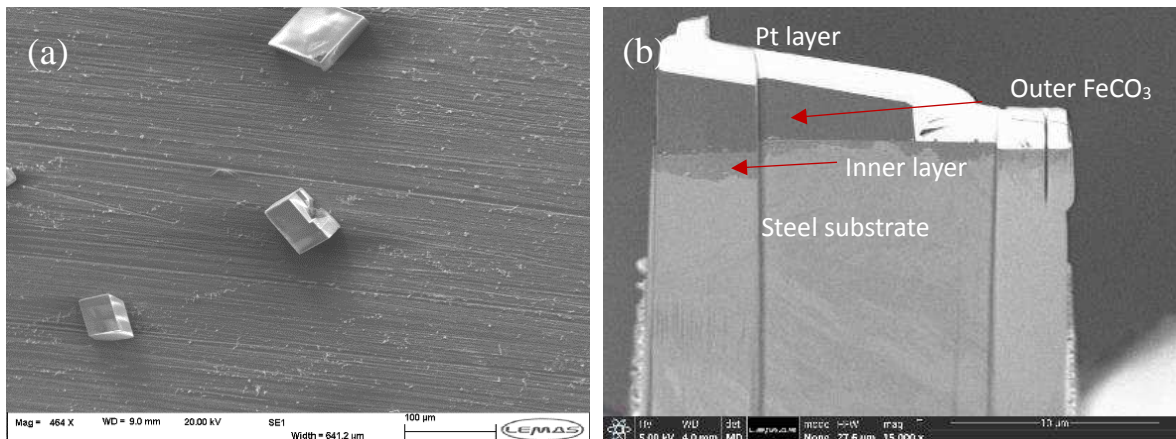 (a)
Mag = 464 X
WD = 9.0 mm
20.00 kV
SE1
Width = 641.2 µm
100 µm
LEMAS
(b)
Pt layer
Outer FeCO₃
Inner layer
Steel substrate
HV
WD
det
mode
HFW
mag
5.00 kV
4.0 mm
MD
None
27.6 µm
15,000 x
10 µm